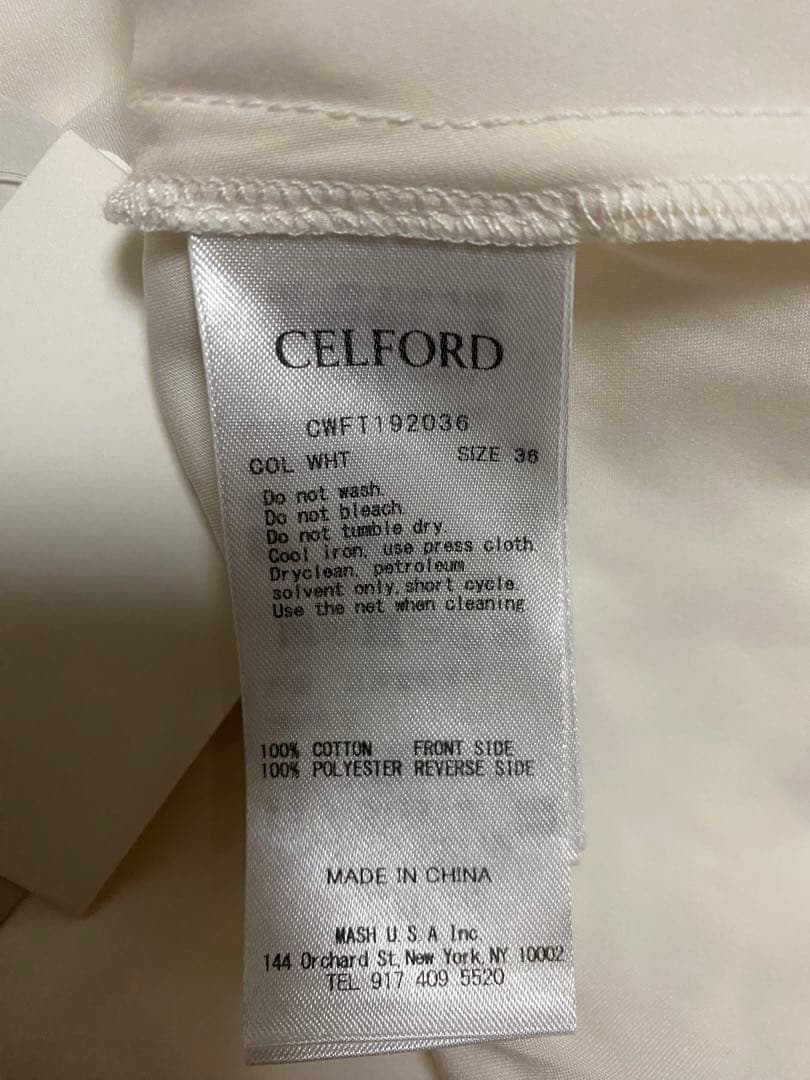 CELFORD
CWFT192036
COL WHT SIZE 36
Do not wash.
Do not bleach.
Do not tumble dry.
Cool iron, use press cloth.
Dryclean, petroleum
solvent only, short cycle.
Use the net when cleaning
100% COTTON FRONT SIDE
100% POLYESTER REVERSE SIDE
MADE IN CHINA
MASH U.S.A Inc.
144 Orchard St. New York, NY 10002
TEL 917 409 5520